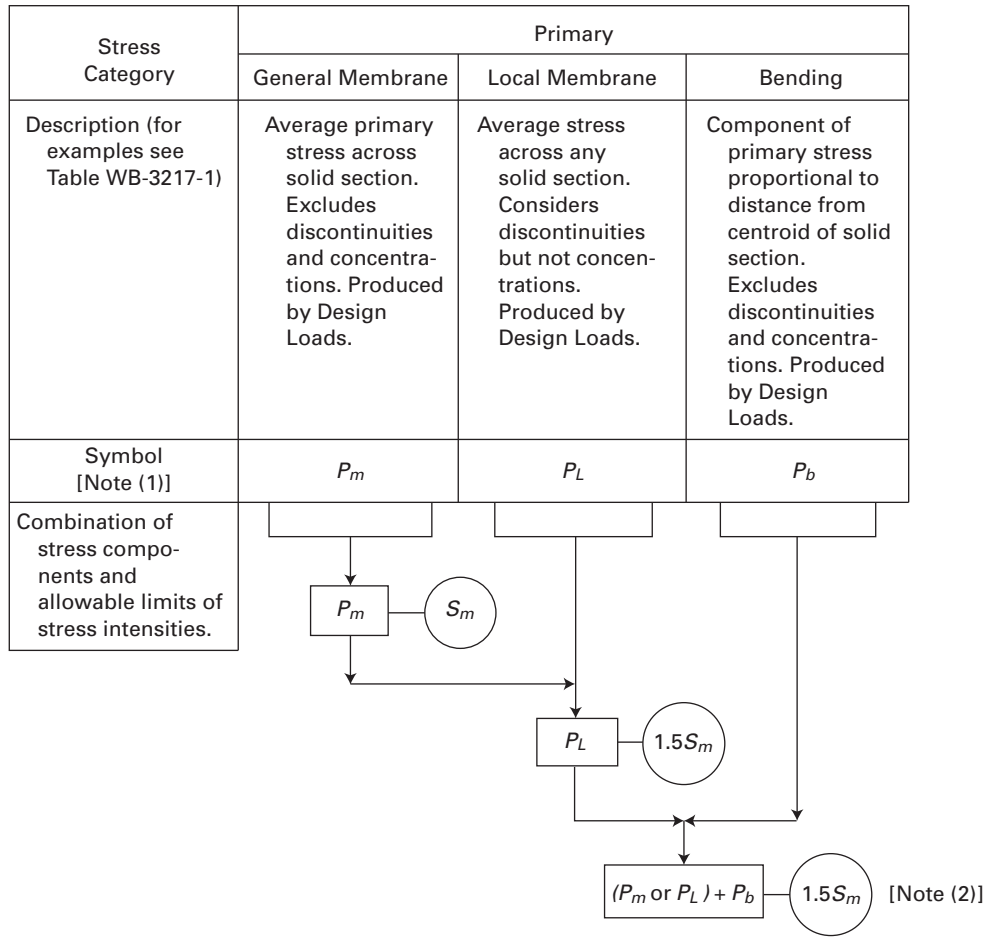 Stress
Category
Primary
General Membrane
Local Membrane
Bending
Description (for
examples see
Table WB-3217-1)
Average primary
stress across
solid section.
Excludes
discontinuities
and concentra-
tions. Produced
by Design
Loads.
Average stress
across any
solid section.
Considers
discontinuities
but not concen-
trations.
Produced by
Design Loads.
Component of
primary stress
proportional to
distance from
centroid of solid
section.
Excludes
discontinuities
and concentra-
tions. Produced
by Design
Loads.
Symbol
[Note (1)]
Pm
PL
Pb
Combination of
stress compo-
nents and
allowable limits of
stress intensities.
Pm
Sm
PL
1.5Sm
(Pm or PL) + Pb
1.5Sm
[Note (2)]